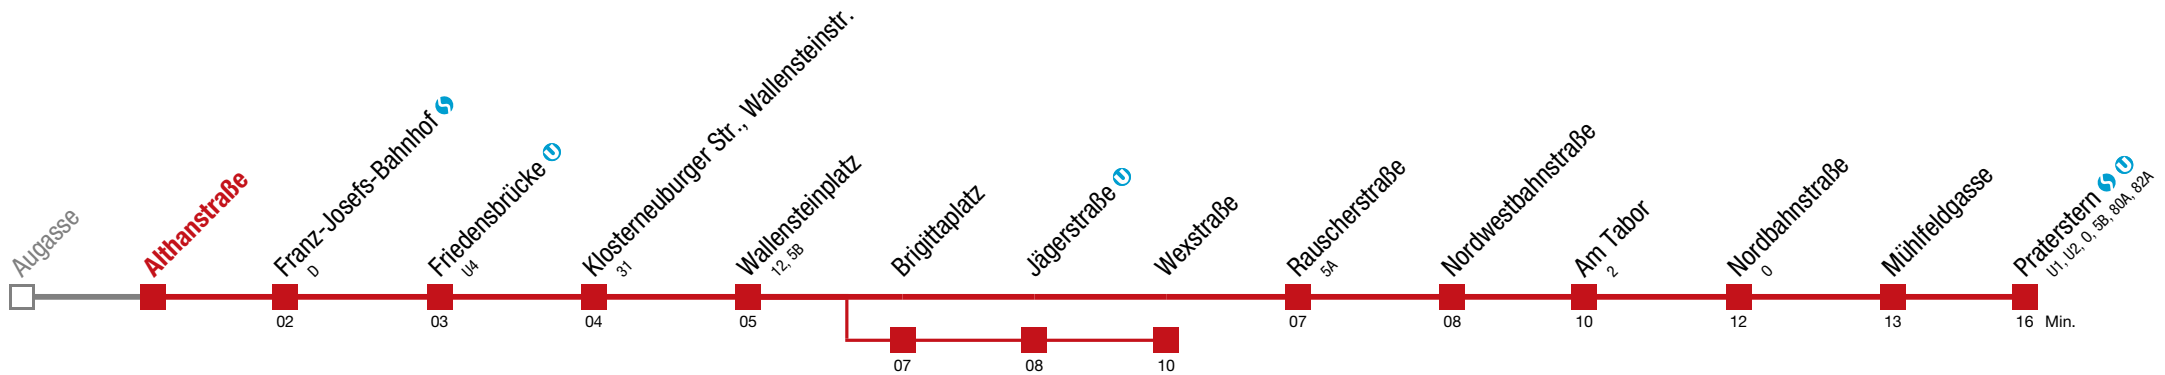 Augasse
Althanstraße
Franz-Josefs-Bahnhof
D
Friedensbrücke
U4
Klosterneuburger Str., Wallensteinstr.
31
Wallensteinplatz
12, 5B
Brigittaplatz
Jägerstraße
Wexstraße
Rauscherstraße
5A
Nordwestbahnstraße
Am Tabor
2
Nordbahnstraße
O
Mühlfeldgasse
Praterstern
U1, U2, O, 5B, 80A, 82A
02 03 04 05 07 08 10 12 13 16 Min.
07 08 10